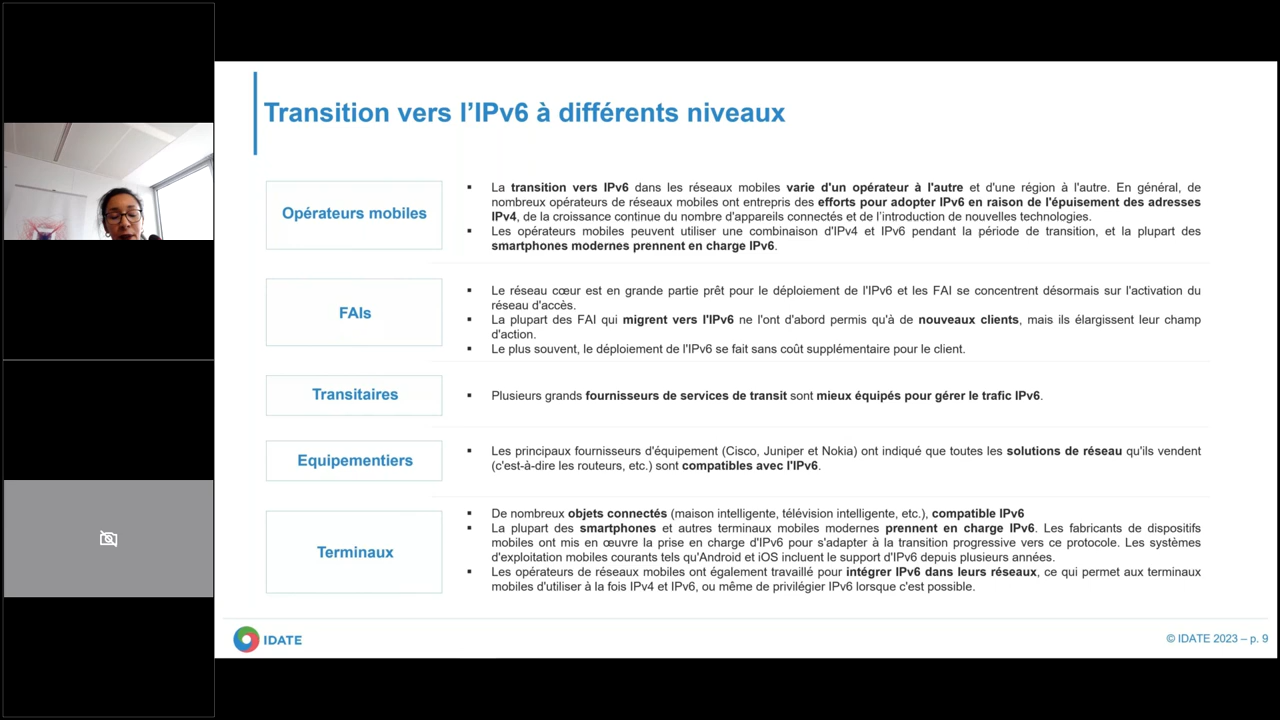 Transition vers l'IPv6 à différents niveaux
Opérateurs mobiles
▪ La transition vers IPv6 dans les réseaux mobiles varie d'un opérateur à l'autre et d'une région à l'autre. En général, de
nombreux opérateurs de réseaux mobiles ont entrepris des efforts pour adopter IPv6 en raison de l'épuisement des adresses
IPv4, de la croissance continue du nombre d'appareils connectés et de l'introduction de nouvelles technologies.
▪ Les opérateurs mobiles peuvent utiliser une combinaison d'IPv4 et IPv6 pendant la période de transition, et la plupart des
smartphones modernes prennent en charge IPv6.
FAIs
▪ Le réseau cœur est en grande partie prêt pour le déploiement de l'IPv6 et les FAI se concentrent désormais sur l'activation du
réseau d'accès.
▪ La plupart des FAI qui migrent vers l'IPv6 ne l'ont d'abord permis qu'à de nouveaux clients, mais ils élargissent leur champ
d'action.
▪ Le plus souvent, le déploiement de l'IPv6 se fait sans coût supplémentaire pour le client.
Transitaires
▪ Plusieurs grands fournisseurs de services de transit sont mieux équipés pour gérer le trafic IPv6.
Equipementiers
▪ Les principaux fournisseurs d'équipement (Cisco, Juniper et Nokia) ont indiqué que toutes les solutions de réseau qu'ils vendent
(c'est-à-dire les routeurs, etc.) sont compatibles avec l'IPv6.
Terminaux
▪ De nombreux objets connectés (maison intelligente, télévision intelligente, etc.), compatible IPv6
▪ La plupart des smartphones et autres terminaux mobiles modernes prennent en charge IPv6. Les fabricants de dispositifs
mobiles ont mis en œuvre la prise en charge d'IPv6 pour s'adapter à la transition progressive vers ce protocole. Les systèmes
d'exploitation mobiles courants tels qu'Android et iOS incluent le support d'IPv6 depuis plusieurs années.
▪ Les opérateurs de réseaux mobiles ont également travaillé pour intégrer IPv6 dans leurs réseaux, ce qui permet aux terminaux
mobiles d'utiliser à la fois IPv4 et IPv6, ou même de privilégier IPv6 lorsque c'est possible.
IDATE
© IDATE 2023 – p. 9